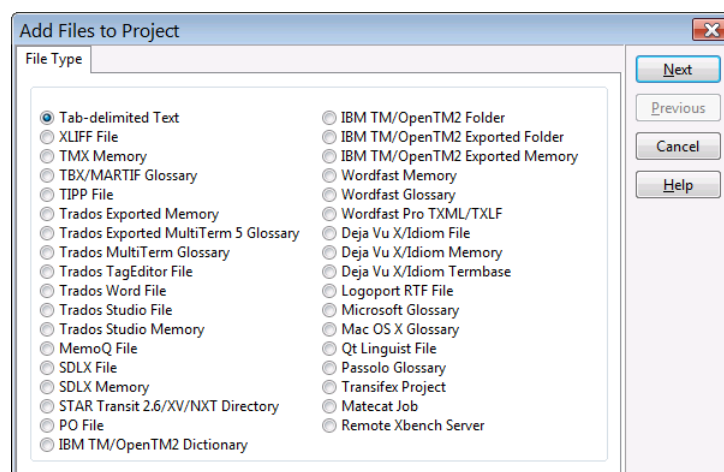 Add Files to Project
File Type
Tab-delimited Text
XLIFF File
TMX Memory
TBX/MARTIF Glossary
TIPP File
Trados Exported Memory
Trados Exported MultiTerm 5 Glossary
Trados MultiTerm Glossary
Trados TagEditor File
Trados Word File
Trados Studio File
Trados Studio Memory
MemoQ File
SDLX File
SDLX Memory
STAR Transit 2.6/XV/NXT Directory
PO File
IBM TM/OpenTM2 Dictionary
IBM TM/OpenTM2 Folder
IBM TM/OpenTM2 Exported Folder
IBM TM/OpenTM2 Exported Memory
Wordfast Memory
Wordfast Glossary
Wordfast Pro TXML/TXLF
Deja Vu X/Idiom File
Deja Vu X/Idiom Memory
Deja Vu X/Idiom Termbase
Logoport RTF File
Microsoft Glossary
Mac OS X Glossary
Qt Linguist File
Passolo Glossary
Transifex Project
Matecat Job
Remote Xbench Server
Next
Previous
Cancel
Help